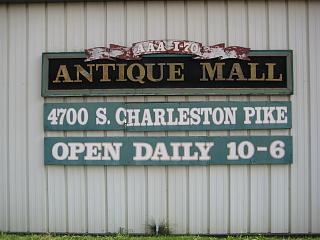 AAA I-70
ANTIQUE MALL
4700 S. CHARLESTON PIKE
OPEN DAILY 10-6